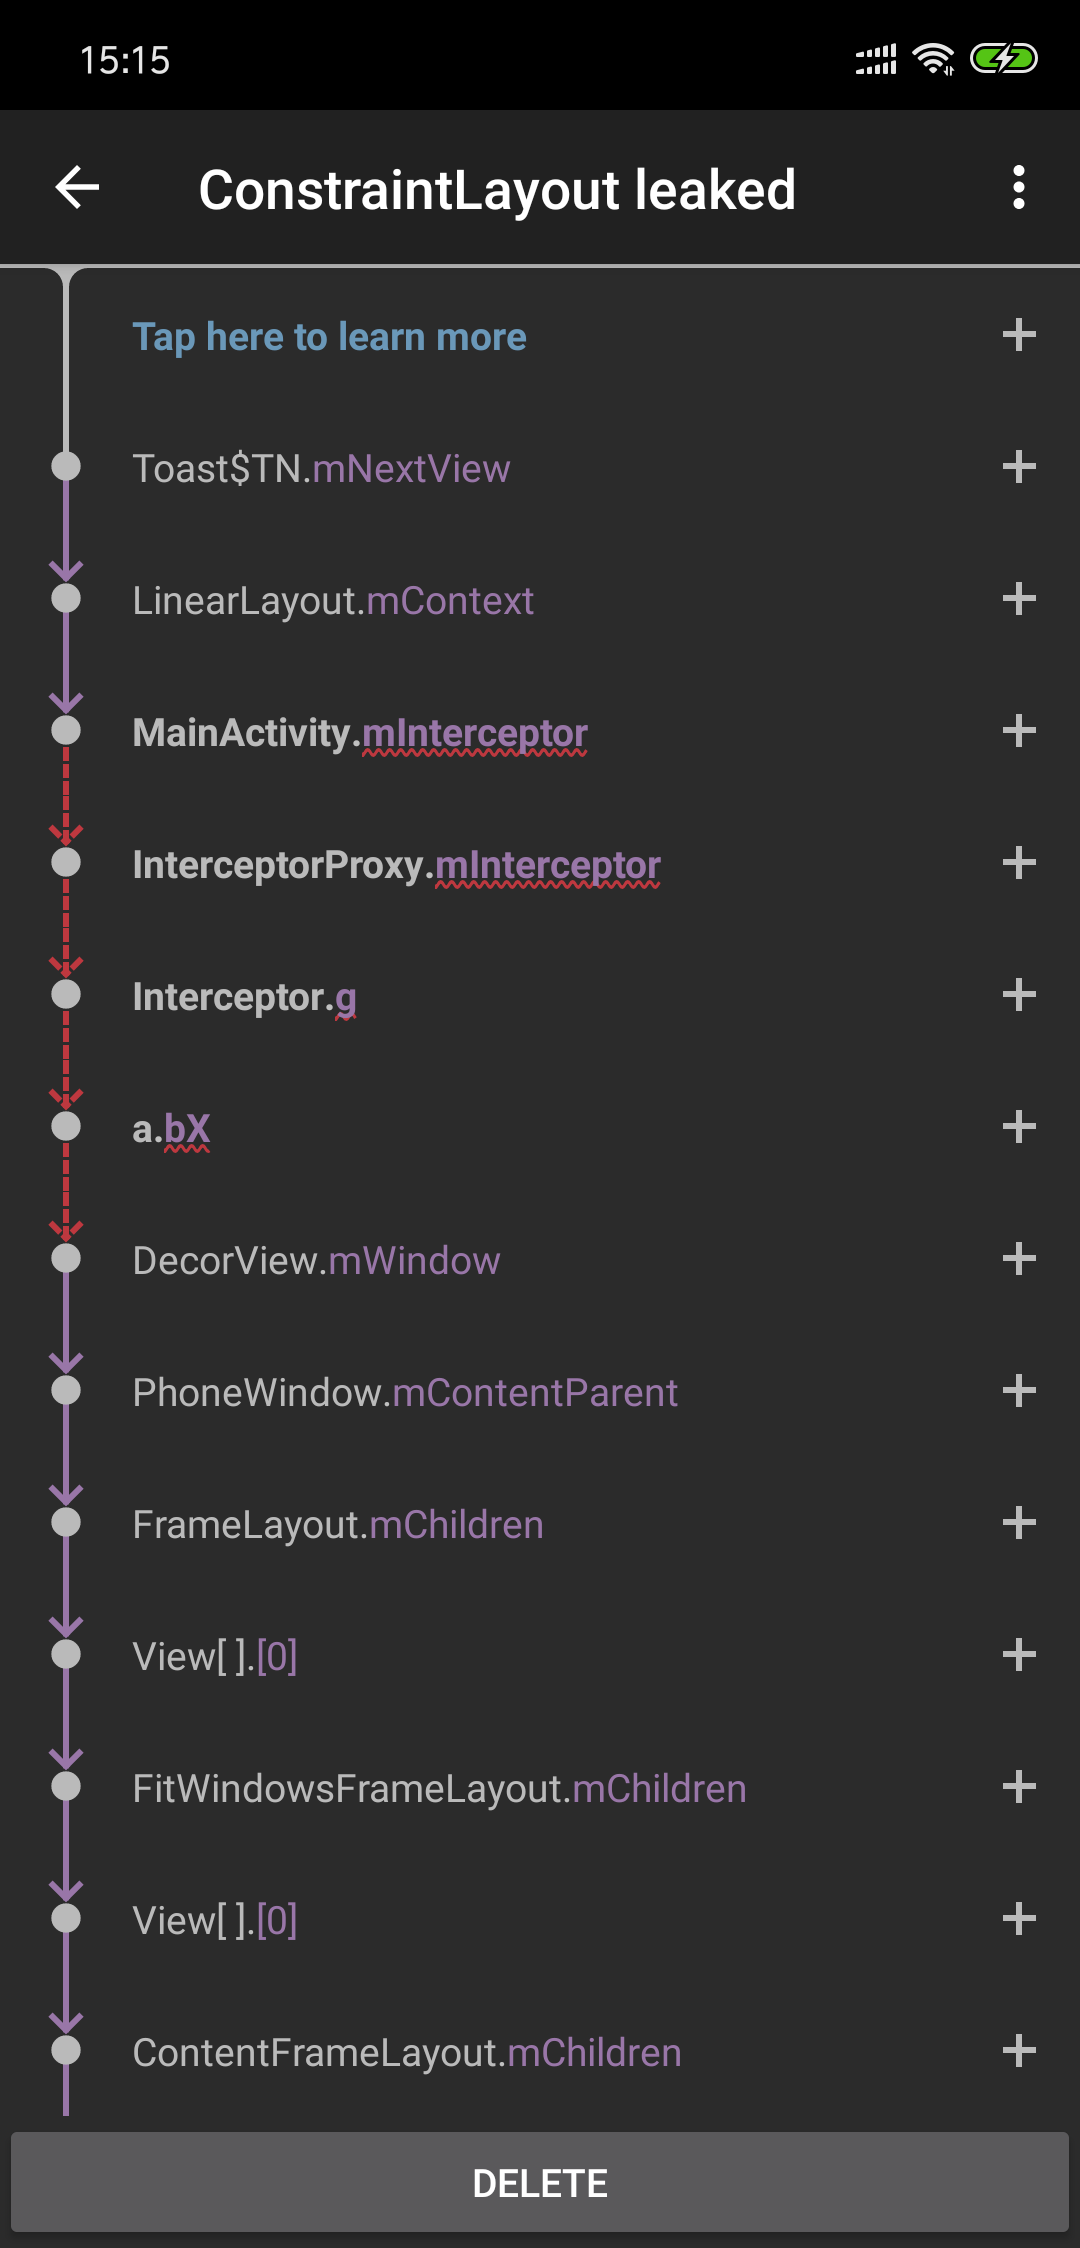 15:15
ConstraintLayout leaked
Tap here to learn more
Toast$TN.mNextView
LinearLayout.mContext
MainActivity.mInterceptor
InterceptorProxy.mInterceptor
Interceptor.g
a.bX
DecorView.mWindow
PhoneWindow.mContentParent
FrameLayout.mChildren
View[ ].[0]
FitWindowsFrameLayout.mChildren
View[ ].[0]
ContentFrameLayout.mChildren
DELETE